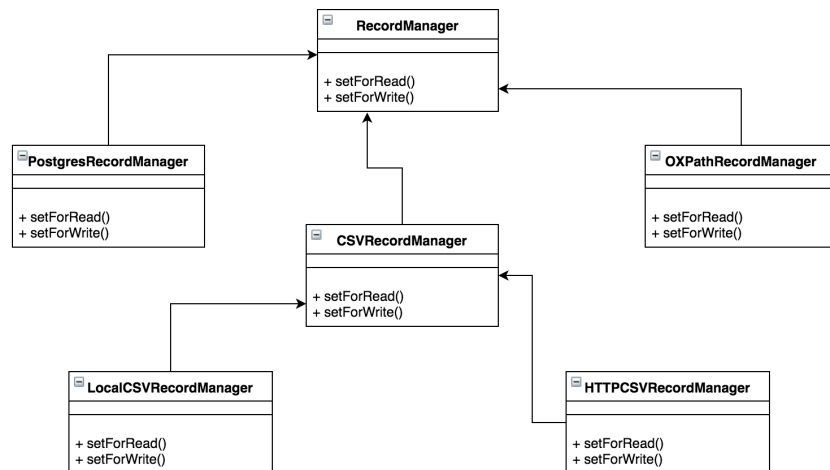 RecordManager
+ setForRead()
+ setForWrite()
PostgresRecordManager
+ setForRead()
+ setForWrite()
OXPathRecordManager
+ setForRead()
+ setForWrite()
CSVRecordManager
+ setForRead()
+ setForWrite()
LocalCSVRecordManager
+ setForRead()
+ setForWrite()
HTTPCSVRecordManager
+ setForRead()
+ setForWrite()